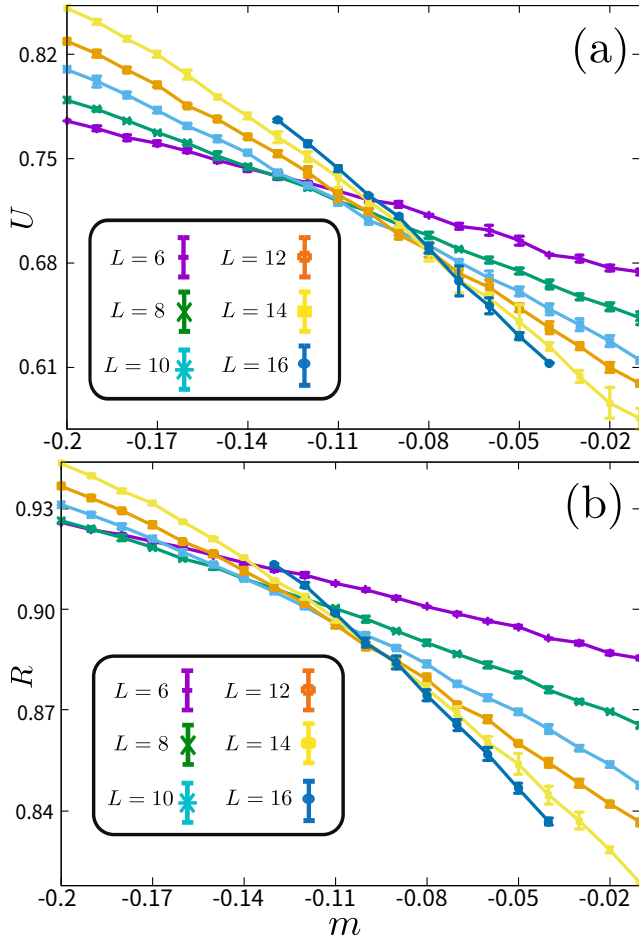 (a)
0.82
0.75
0.68
0.61
U
L = 6 L = 12
L = 8 L = 14
L = 10 L = 16
-0.2 -0.17 -0.14 -0.11 -0.08 -0.05 -0.02
(b)
0.93
0.90
0.87
0.84
R
L = 6 L = 12
L = 8 L = 14
L = 10 L = 16
-0.2 -0.17 -0.14 -0.11 -0.08 -0.05 -0.02
m